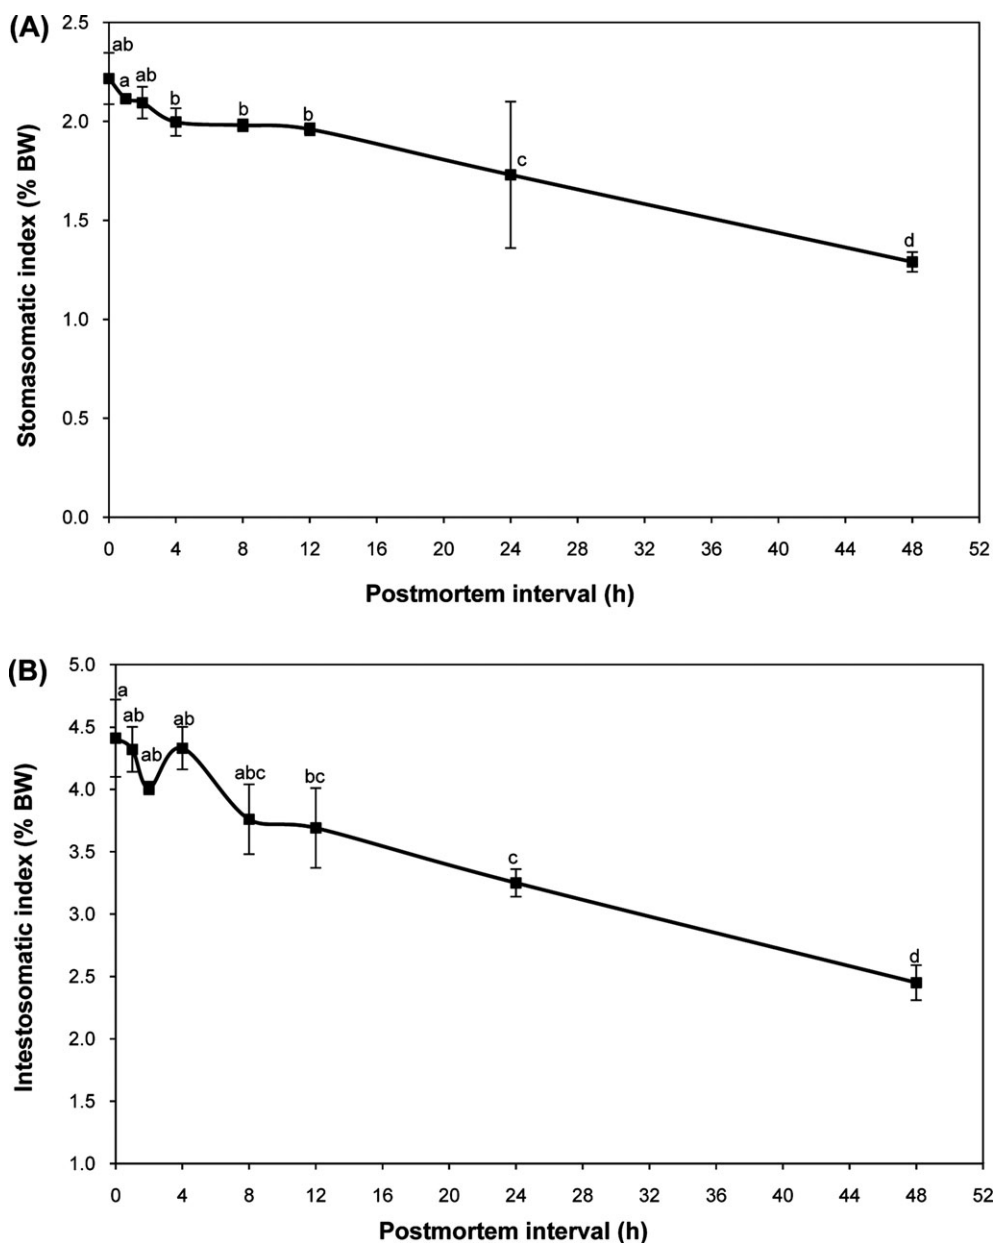 (A)
2.5
2.0
1.5
1.0
0.5
0.0
Stomasomatic index (% BW)
ab
a
ab
b
b
b
c
d
0 4 8 12 16 20 24 28 32 36 40 44 48 52
Postmortem interval (h)
(B)
5.0
4.5
4.0
3.5
3.0
2.5
2.0
1.5
1.0
Intestosomatic index (% BW)
a
ab
ab
ab
abc
bc
c
d
0 4 8 12 16 20 24 28 32 36 40 44 48 52
Postmortem interval (h)